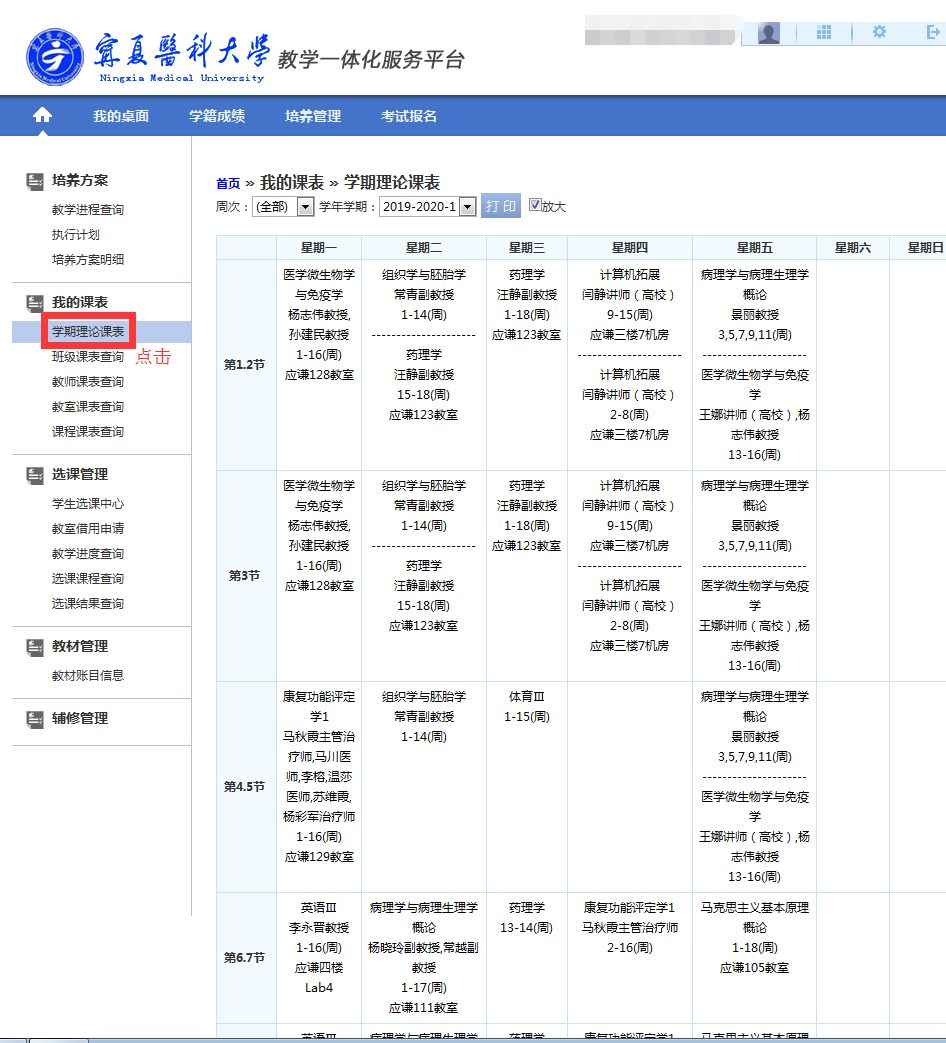 寧夏醫科大學
Ningxia Medical University
教学一体化服务平台
我的桌面 学籍成绩 培养管理 考试报名
培养方案
教学进程查询
执行计划
培养方案明细
我的课表
学期理论课表
班级课表查询 点击
教师课表查询
教室课表查询
课程课表查询
选课管理
学生选课中心
教室借用申请
教学进度查询
选课课程查询
选课结果查询
教材管理
教材账目信息
辅修管理
首页 » 我的课表 » 学期理论课表
周次：(全部) 学年学期：2019-2020-1 打 印 放大
星期一 星期二 星期三 星期四 星期五 星期六 星期日
第1.2节
医学微生物学
与免疫学
杨志伟教授,
孙建民教授
1-16(周)
应谦128教室
组织学与胚胎学
常青副教授
1-14(周)
---------------------
药理学
汪静副教授
15-18(周)
应谦123教室
药理学
汪静副教授
1-18(周)
应谦123教室
计算机拓展
闫静讲师（高校）
9-15(周)
应谦三楼7机房
---------------------
计算机拓展
闫静讲师（高校）
2-8(周)
应谦三楼7机房
病理学与病理生理学
概论
景丽教授
3,5,7,9,11(周)
---------------------
医学微生物学与免疫
学
王娜讲师（高校）,杨
志伟教授
13-16(周)
第3节
医学微生物学
与免疫学
杨志伟教授,
孙建民教授
1-16(周)
应谦128教室
组织学与胚胎学
常青副教授
1-14(周)
---------------------
药理学
汪静副教授
15-18(周)
应谦123教室
药理学
汪静副教授
1-18(周)
应谦123教室
计算机拓展
闫静讲师（高校）
9-15(周)
应谦三楼7机房
---------------------
计算机拓展
闫静讲师（高校）
2-8(周)
应谦三楼7机房
病理学与病理生理学
概论
景丽教授
3,5,7,9,11(周)
---------------------
医学微生物学与免疫
学
王娜讲师（高校）,杨
志伟教授
13-16(周)
第4.5节
康复功能评定
学1
马秋霞主管治
疗师,马川医
师,李榕,温莎
医师,苏维霞,
杨彩军治疗师
1-16(周)
应谦129教室
组织学与胚胎学
常青副教授
1-14(周)
体育Ⅲ
1-15(周)
病理学与病理生理学
概论
景丽教授
3,5,7,9,11(周)
---------------------
医学微生物学与免疫
学
王娜讲师（高校）,杨
志伟教授
13-16(周)
第6.7节
英语Ⅲ
李永晋教授
1-16(周)
应谦四楼
Lab4
病理学与病理生理学
概论
杨晓玲副教授,常越副
教授
1-17(周)
应谦111教室
药理学
13-14(周)
康复功能评定学1
马秋霞主管治疗师
2-16(周)
马克思主义基本原理
概论
1-18(周)
应谦105教室
英语Ⅲ 病理学与病理生理学 药理学 康复功能评定学1 马克思主义基本原理